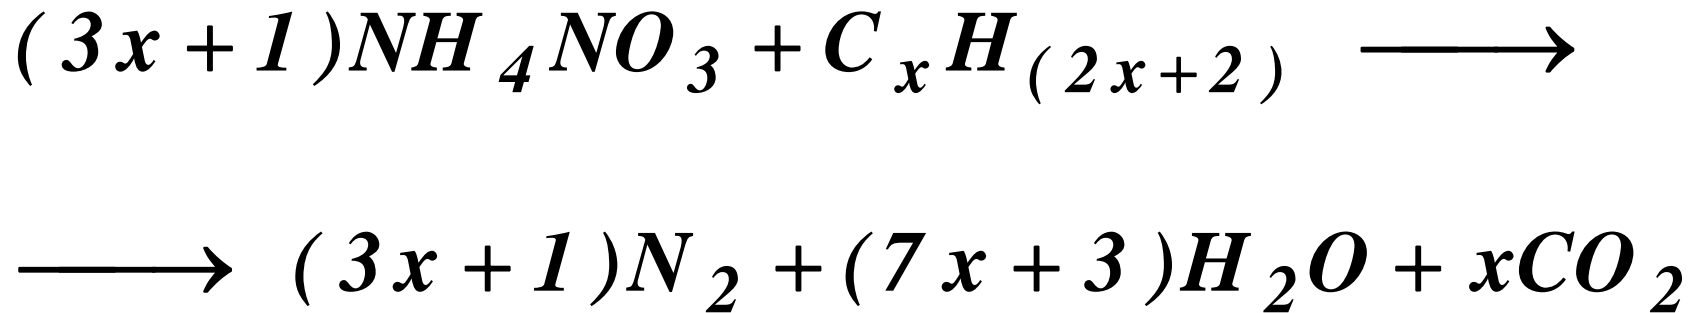 (3x+1)NH₄NO₃ + CₓH₍₂ₓ₊₂₎ ⟶
⟶ (3x+1)N₂ + (7x+3)H₂O + xCO₂